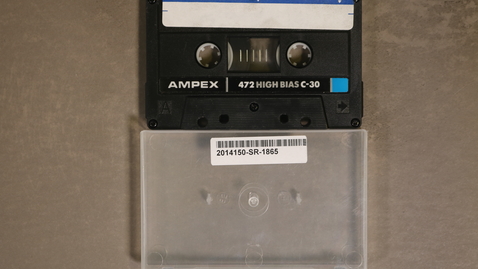 AMPEX | 472 HIGH BIAS C-30
A
2014150-SR-1865